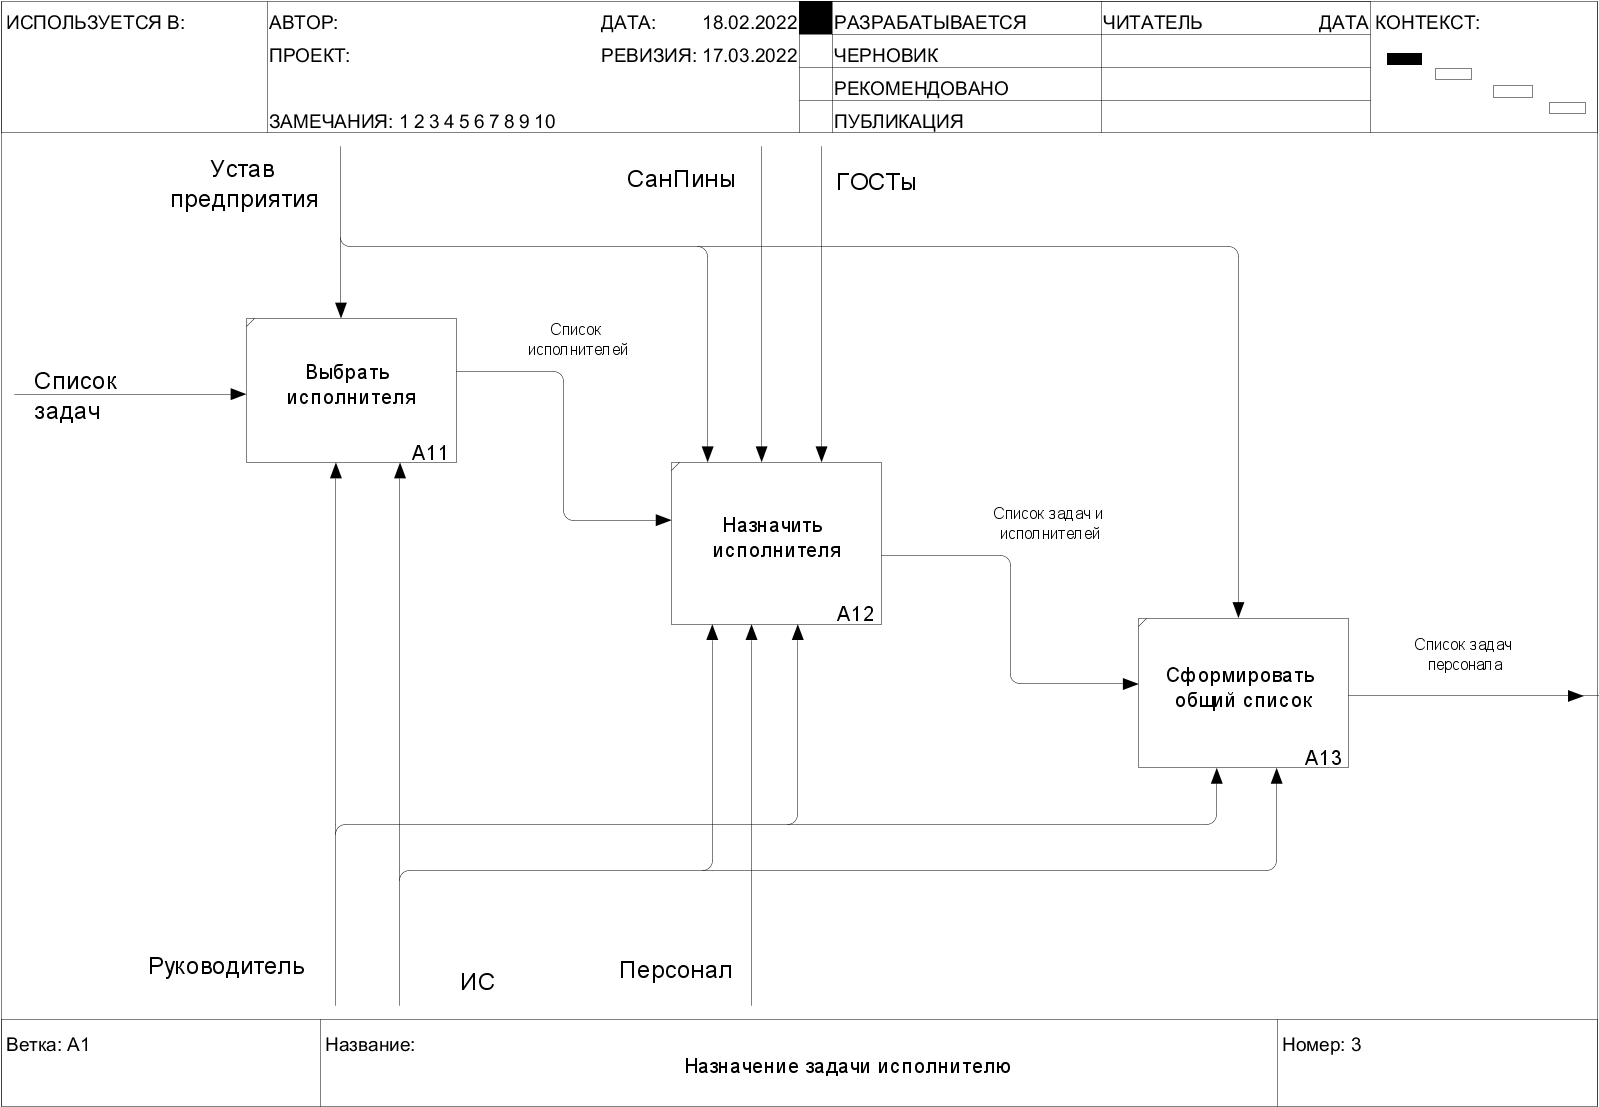 ИСПОЛЬЗУЕТСЯ В:
АВТОР:
ДАТА: 18.02.2022
РАЗРАБАТЫВАЕТСЯ
ЧИТАТЕЛЬ
ДАТА
КОНТЕКСТ:
ПРОЕКТ:
РЕВИЗИЯ: 17.03.2022
ЧЕРНОВИК
РЕКОМЕНДОВАНО
ЗАМЕЧАНИЯ: 1 2 3 4 5 6 7 8 9 10
ПУБЛИКАЦИЯ
Устав
предприятия
СанПины
ГОСТы
Список
исполнителей
Список
задач
Выбрать
исполнителя
A11
Список задач и
исполнителей
Назначить
исполнителя
A12
Список задач
персонала
Сформировать
общий список
A13
Руководитель
ИС
Персонал
Ветка: A1
Название:
Назначение задачи исполнителю
Номер: 3